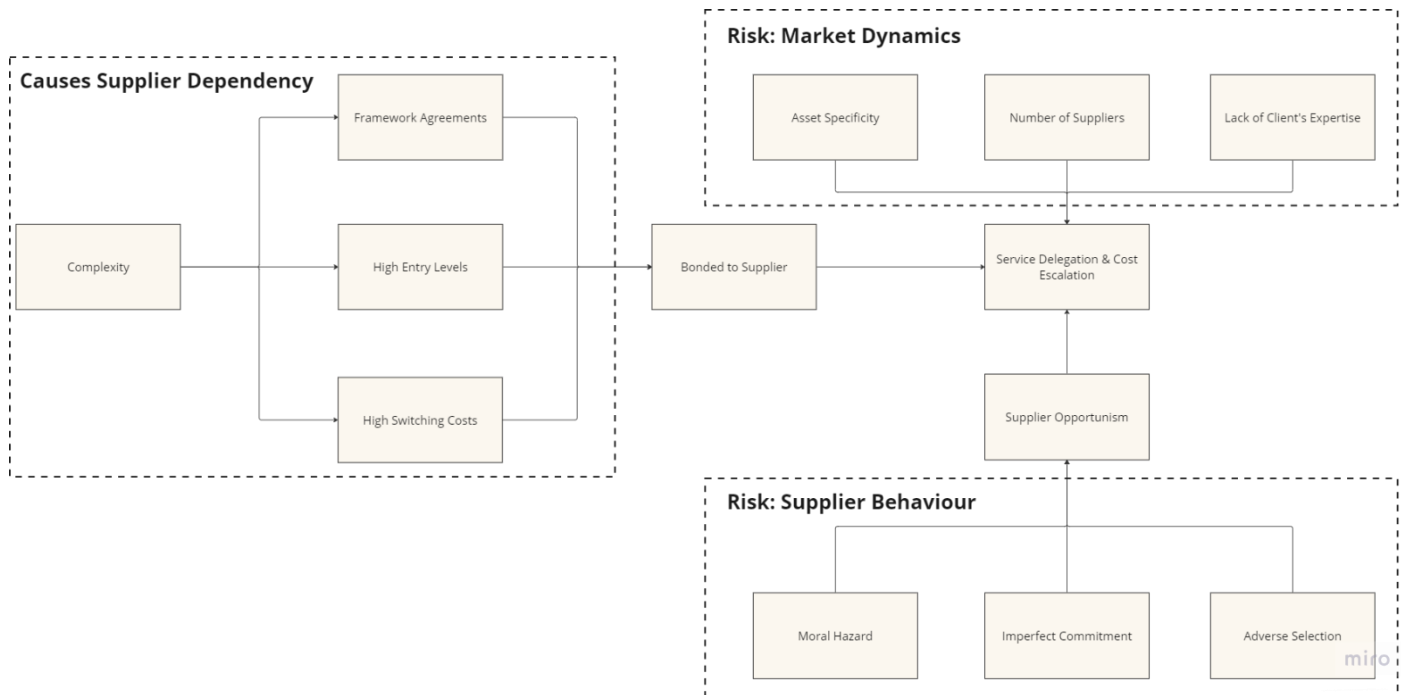 Risk: Market Dynamics
Causes Supplier Dependency
Framework Agreements
Asset Specificity
Number of Suppliers
Lack of Client's Expertise
Complexity
High Entry Levels
Bonded to Supplier
Service Delegation & Cost
Escalation
High Switching Costs
Supplier Opportunism
Risk: Supplier Behaviour
Moral Hazard
Imperfect Commitment
Adverse Selection
miro